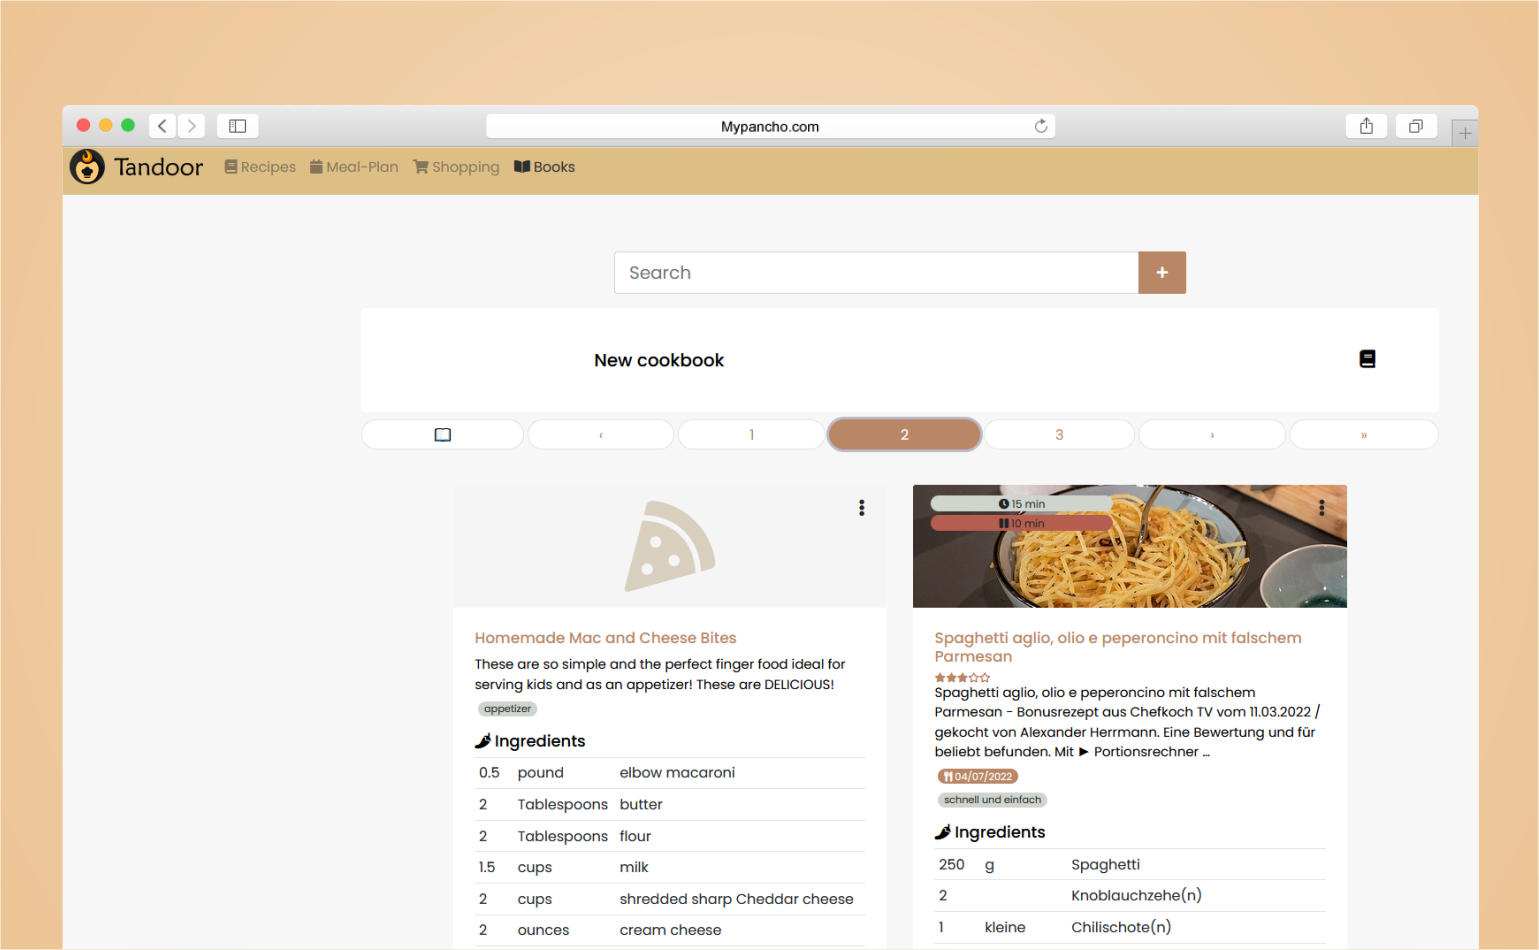 Mypancho.com
Tandoor Recipes Meal-Plan Shopping Books
Search +
New cookbook
‹ 1 2 3 › »
Homemade Mac and Cheese Bites
These are so simple and the perfect finger food ideal for
serving kids and as an appetizer! These are DELICIOUS!
appetizer
Ingredients
0.5 pound elbow macaroni
2 Tablespoons butter
2 Tablespoons flour
1.5 cups milk
2 cups shredded sharp Cheddar cheese
2 ounces cream cheese
15 min
10 min
Spaghetti aglio, olio e peperoncino mit falschem
Parmesan
Spaghetti aglio, olio e peperoncino mit falschem
Parmesan - Bonusrezept aus Chefkoch TV vom 11.03.2022 /
gekocht von Alexander Herrmann. Eine Bewertung und für
beliebt befunden. Mit ► Portionsrechner ...
04/07/2022
schnell und einfach
Ingredients
250 g Spaghetti
2 Knoblauchzehe(n)
1 kleine Chilischote(n)